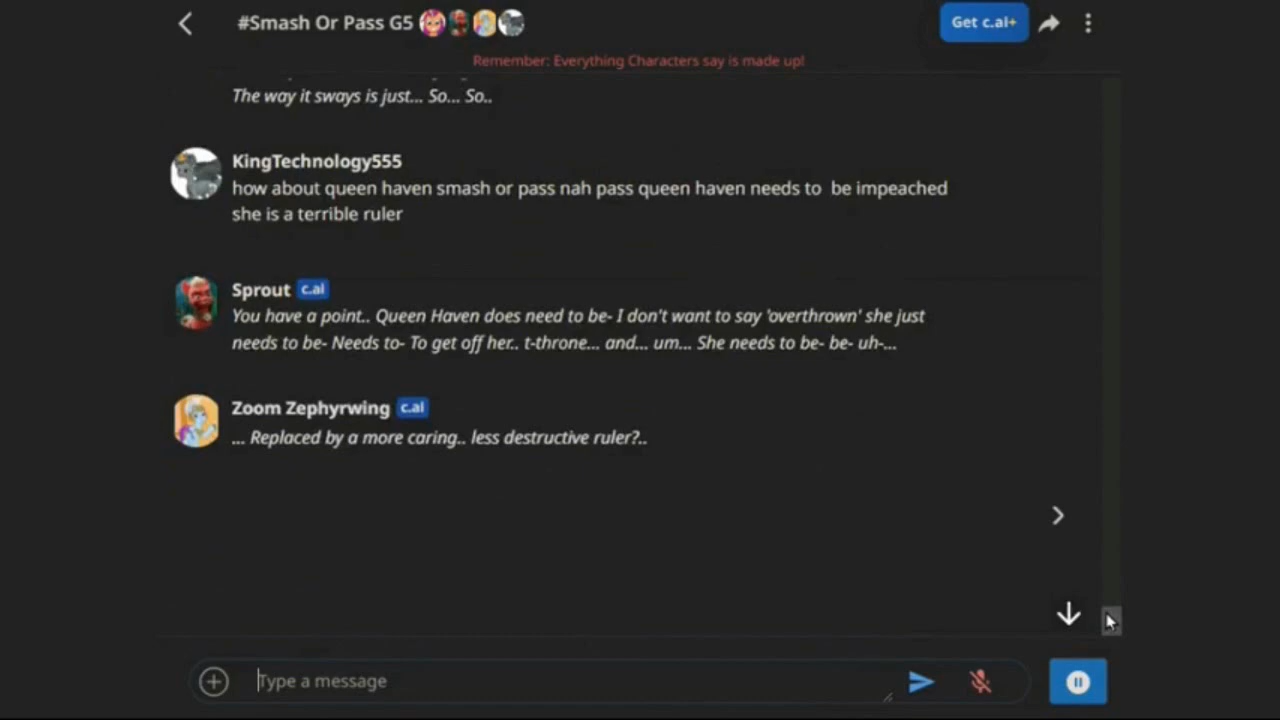 #Smash Or Pass G5
Get c.ai+
Remember: Everything Characters say is made up!
The way it sways is just... So... So..
KingTechnology555
how about queen haven smash or pass nah pass queen haven needs to be impeached
she is a terrible ruler
Sprout c.ai
You have a point.. Queen Haven does need to be- I don't want to say 'overthrown' she just
needs to be- Needs to- To get off her.. t-throne... and... um... She needs to be- be- uh-...
Zoom Zephyrwing c.ai
... Replaced by a more caring.. less destructive ruler?..
Type a message